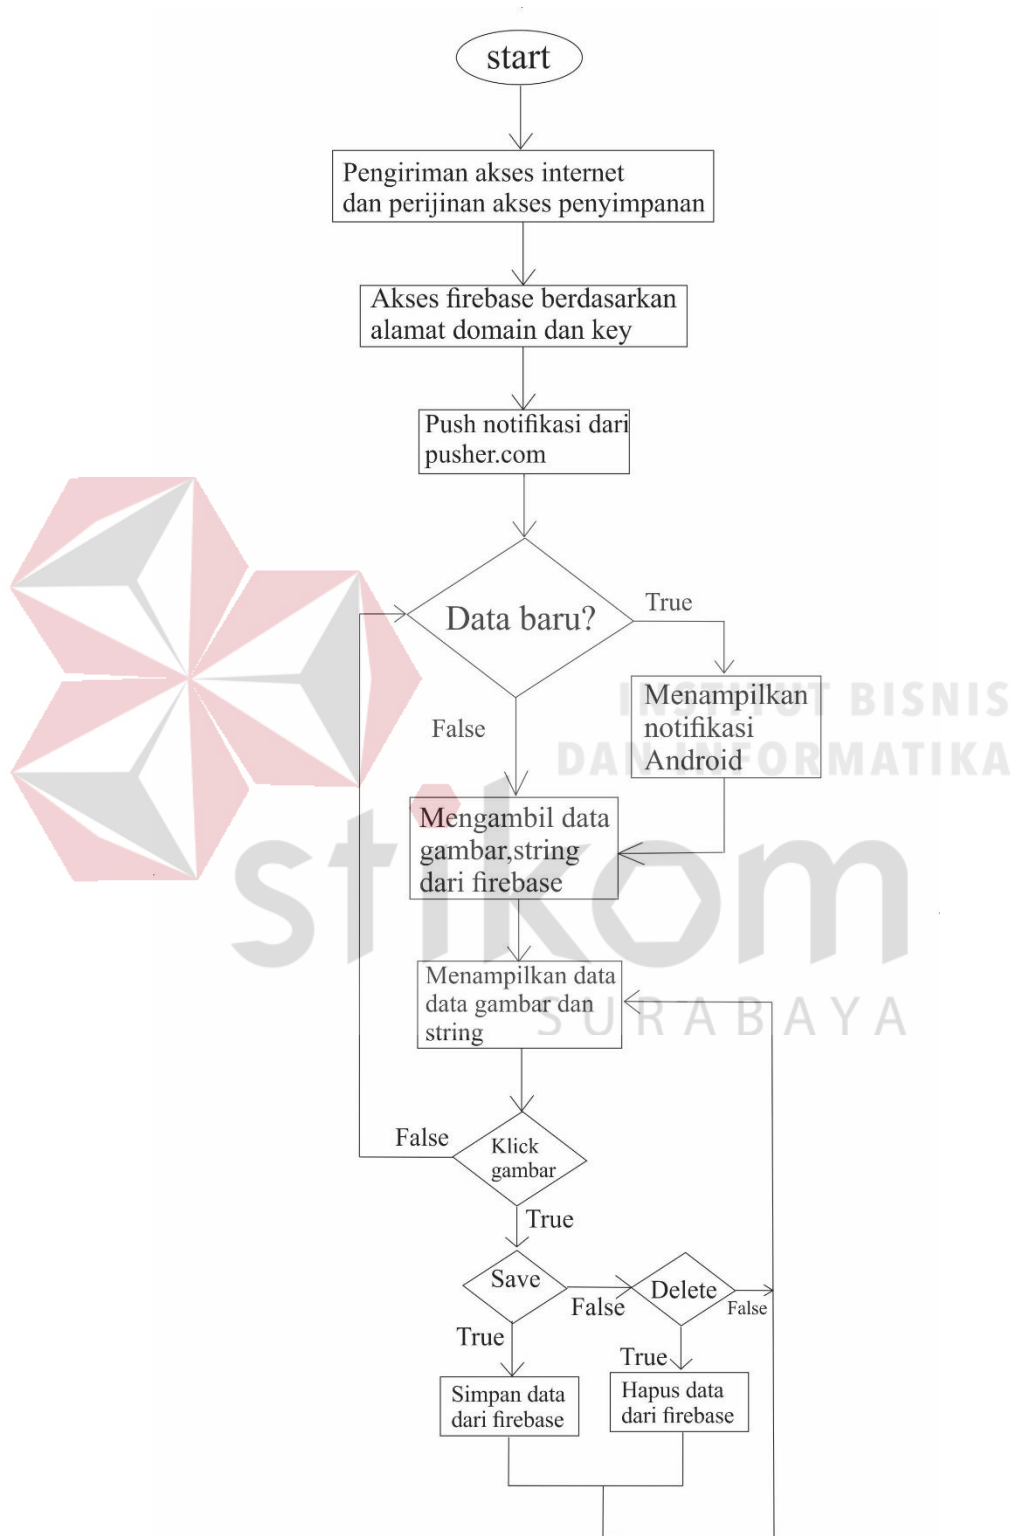 start
Pengiriman akses internet
dan perijinan akses penyimpanan
Akses firebase berdasarkan
alamat domain dan key
Push notifikasi dari
pusher.com
Data baru?
True
False
Menampilkan
notifikasi
Android
INSTITUT BISNIS
DAN INFORMATIKA
Mengambil data
gambar,string
dari firebase
stikom
SURABAYA
Menampilkan data
data gambar dan
string
Klick
gambar
False
True
Save
False
Delete
False
True
True
Simpan data
dari firebase
Hapus data
dari firebase